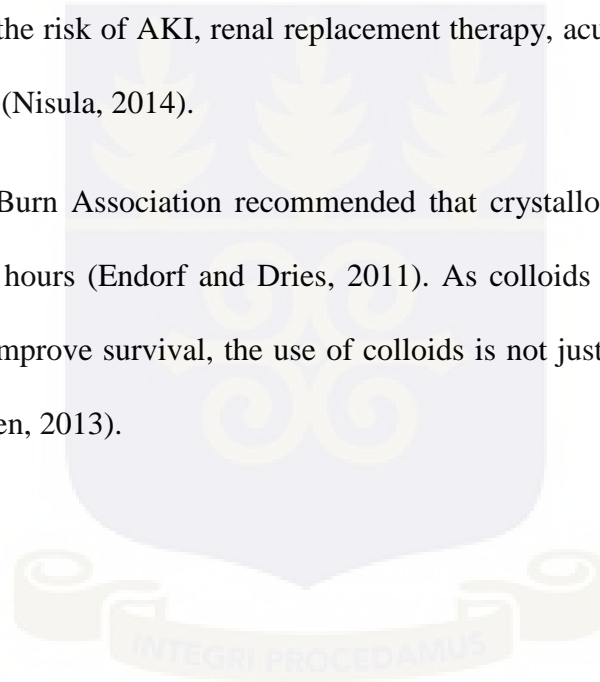 the risk of AKI, renal replacement therapy, acu
(Nisula, 2014).
Burn Association recommended that crystallo
hours (Endorf and Dries, 2011). As colloids
mprove survival, the use of colloids is not just
en, 2013).
INTEGRI PROCEDAMUS